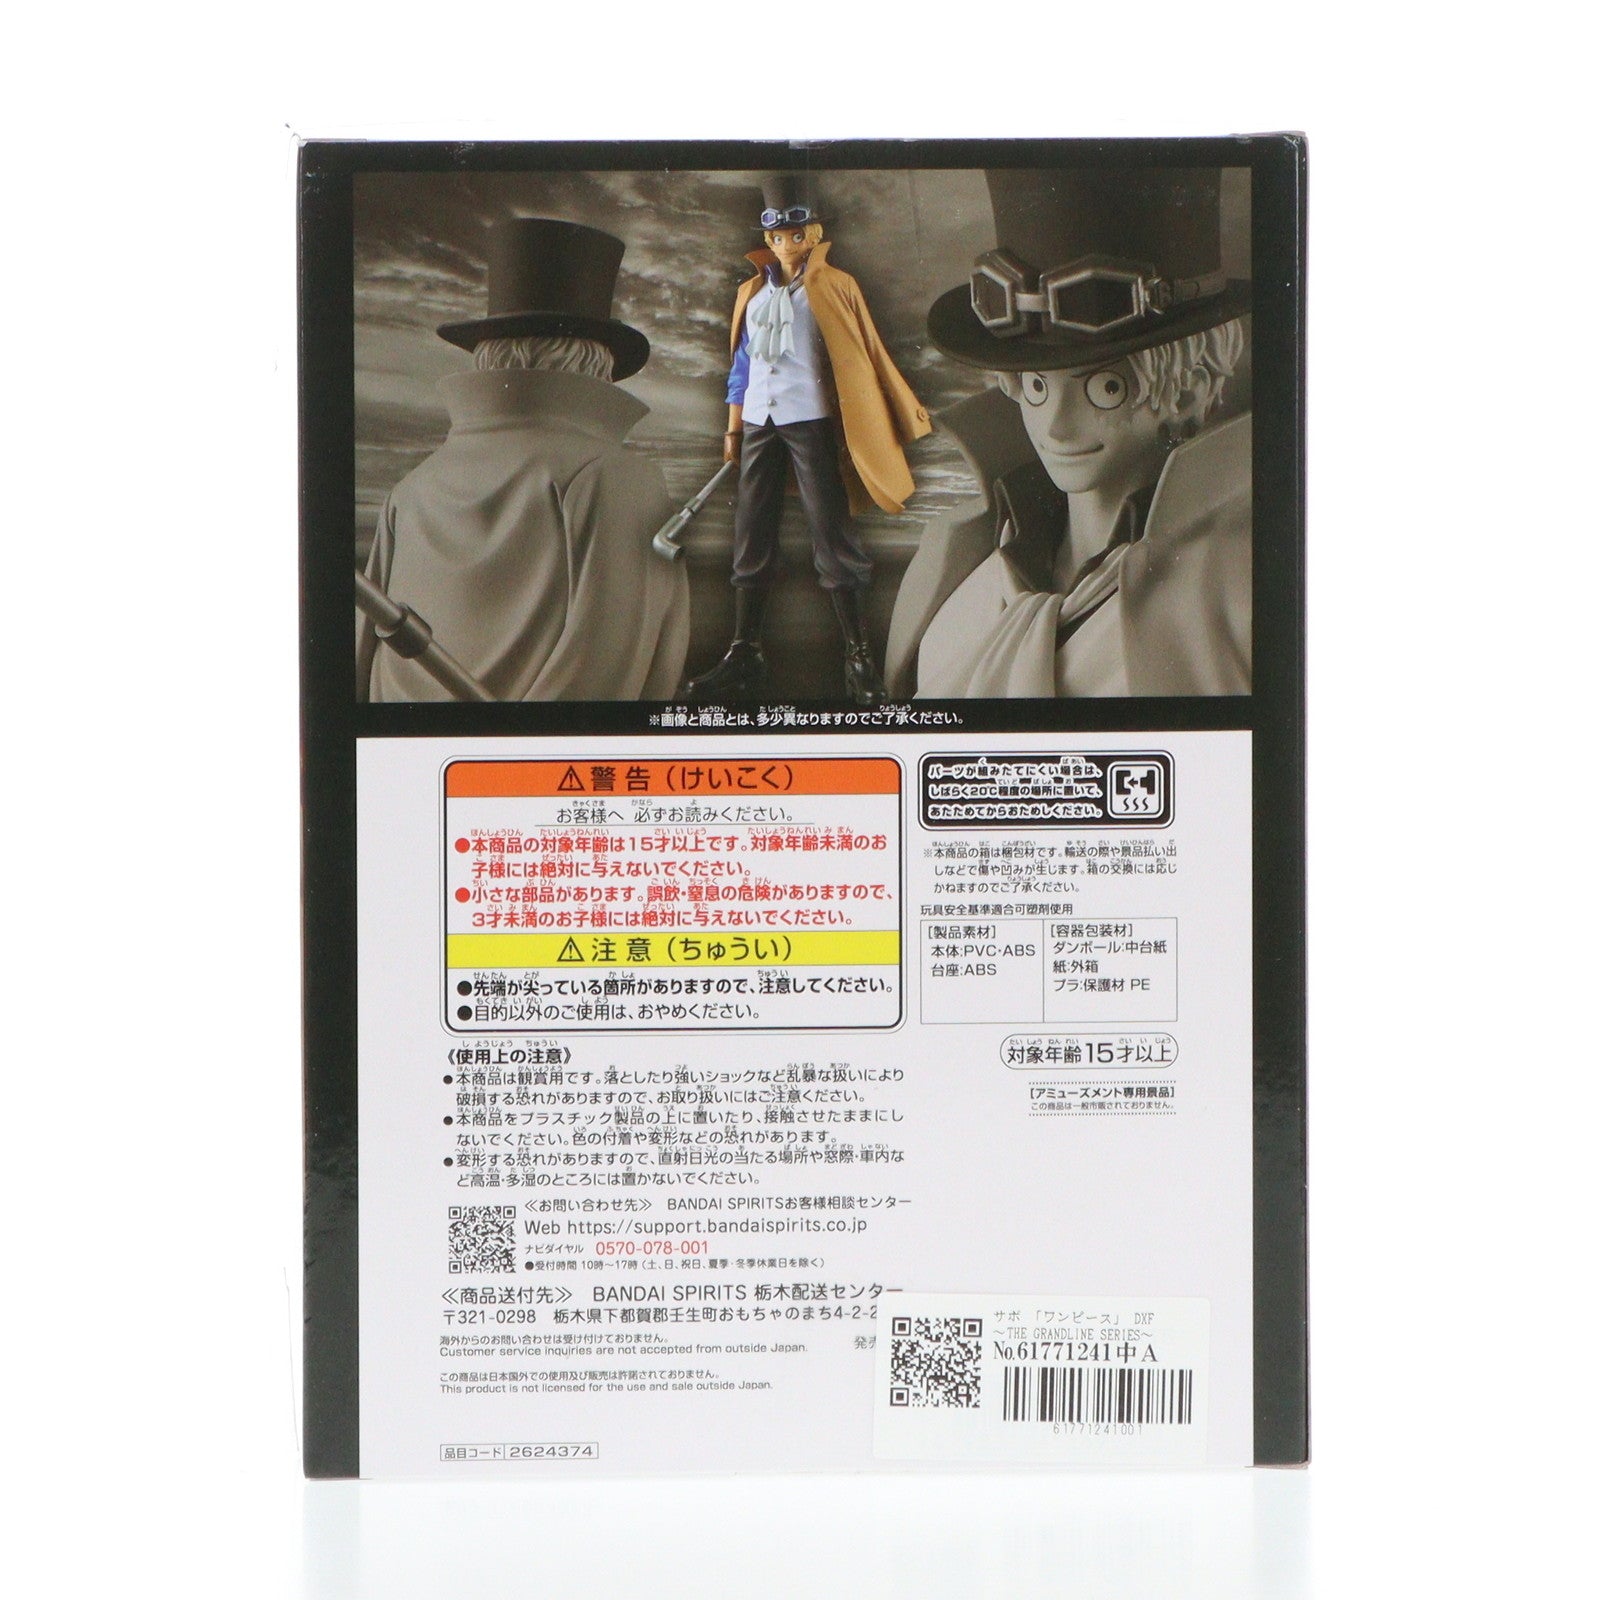 ※画像と商品とは、多少異なりますのでご了承ください。
⚠警告（けいこく）
お客様へ 必ずお読みください。
●本商品の対象年齢は15才以上です。対象年齢未満のお
子様には絶対に与えないでください。
●小さな部品があります。誤飲・窒息の危険がありますので、
3才未満のお子様には絶対に与えないでください。
⚠注意（ちゅうい）
●先端が尖っている箇所がありますので、注意してください。
●目的以外のご使用は、おやめください。
《使用上の注意》
●本商品は観賞用です。落としたり強いショックなど乱暴な扱いにより
破損する恐れがありますので、お取り扱いにはご注意ください。
●本商品をプラスチック製品の上に置いたり、接触させたままにし
ないでください。色の付着や変形などの恐れがあります。
●変形する恐れがありますので、直射日光の当たる場所や窓際・車内な
ど高温・多湿のところには置かないでください。
≪お問い合わせ先≫ BANDAI SPIRITSお客様相談センター
Web https://support.bandaispirits.co.jp
ナビダイヤル 0570-078-001
●受付時間 10時～17時（土、日、祝日、夏季・冬季休業日を除く）
≪商品送付先≫ BANDAI SPIRITS 栃木配送センター
〒321-0298 栃木県下都賀郡壬生町おもちゃのまち4-2-2
海外からのお問い合わせは受け付けておりません。
Customer service inquiries are not accepted from outside Japan.
発売
この商品は日本国外での使用及び販売は許諾されておりません。
This product is not licensed for the use and sale outside Japan.
品目コード 2624374
パーツが組みたてにくい場合は、
しばらく20℃程度の場所に置いて、
あたためてからおためしください。
※本商品の箱は梱包材です。輸送の際や景品払い出
しなどで傷や凹みが生じます。箱の交換には応じ
かねますのでご了承ください。
玩具安全基準適合可塑剤使用
［製品素材］
本体:PVC・ABS
台座:ABS
［容器包装材］
ダンボール:中台紙
紙:外箱
プラ:保護材 PE
対象年齢15才以上
［アミューズメント専用景品］
この商品は一般市販されておりません。
サボ 「ワンピース」 DXF
～THE GRANDLINE SERIES～
No.61771241中A
61771241001